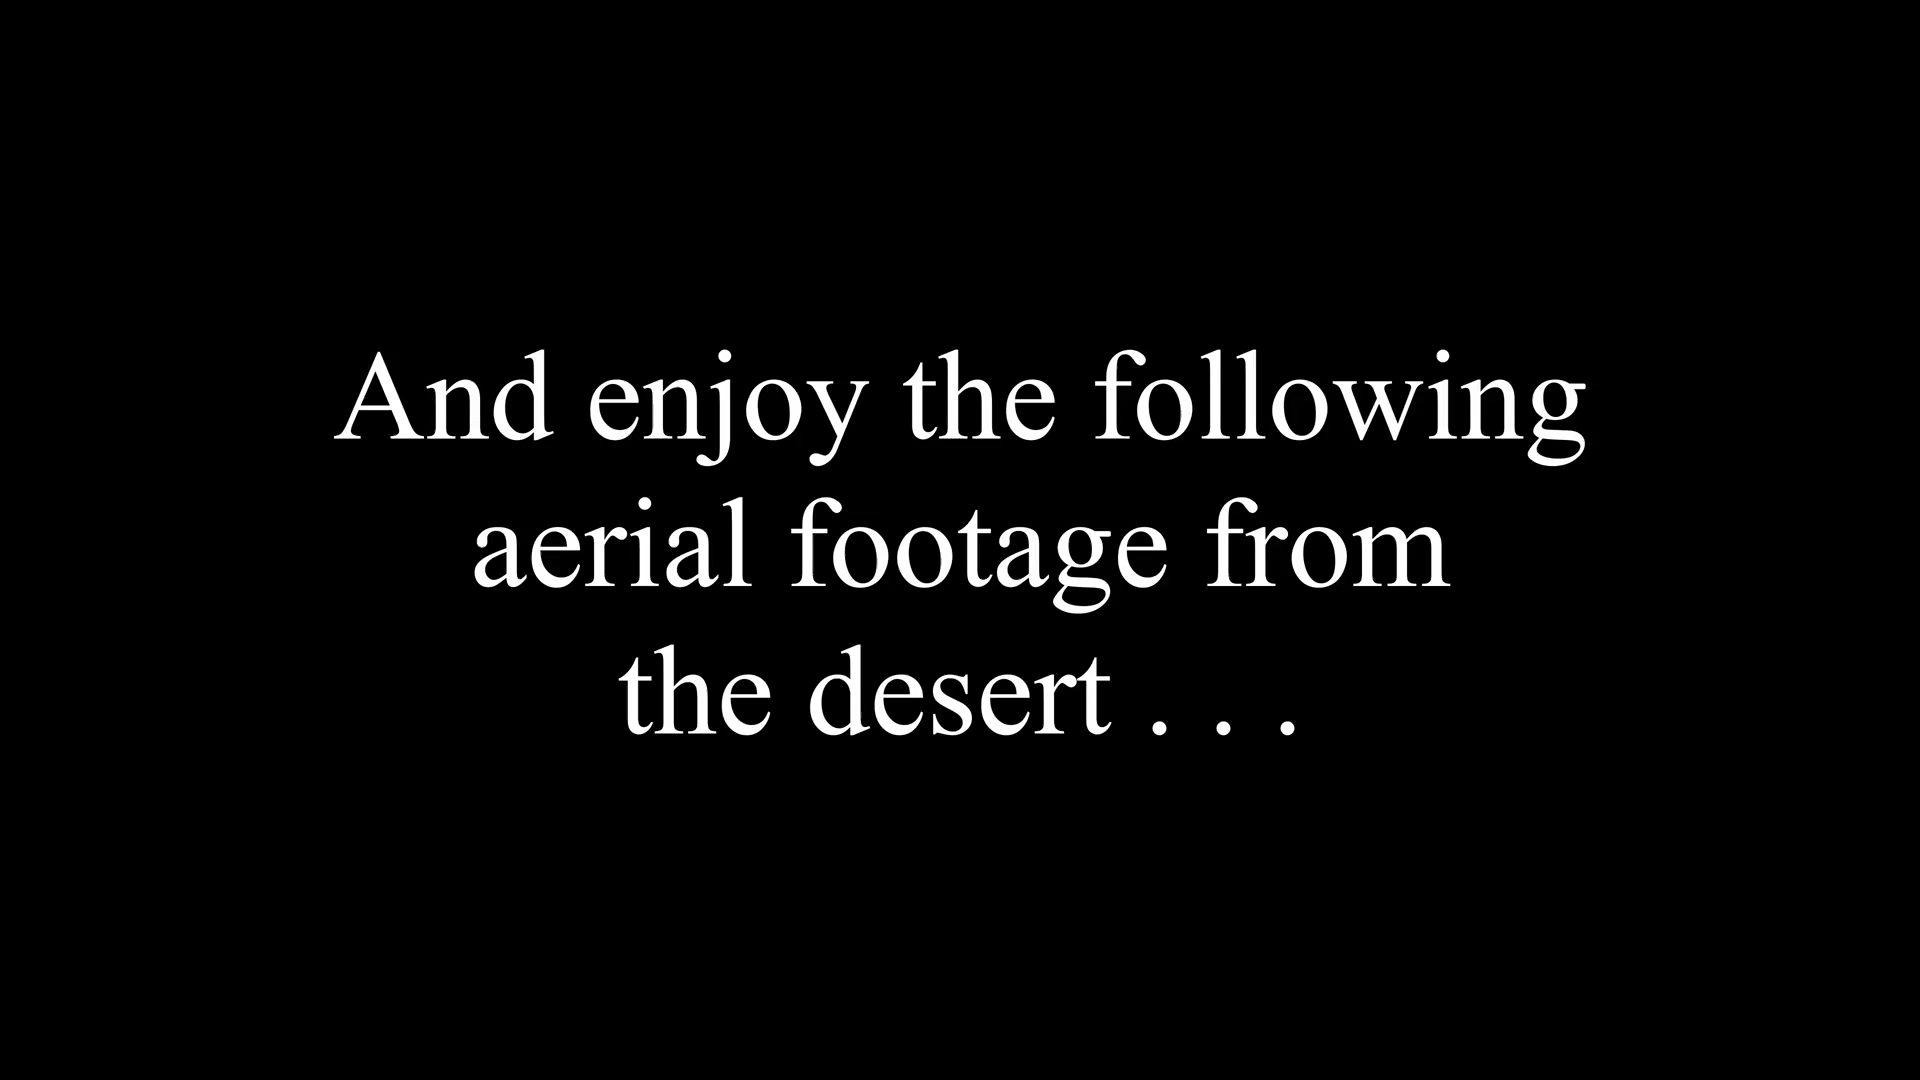 And enjoy the following
aerial footage from
the desert . . .